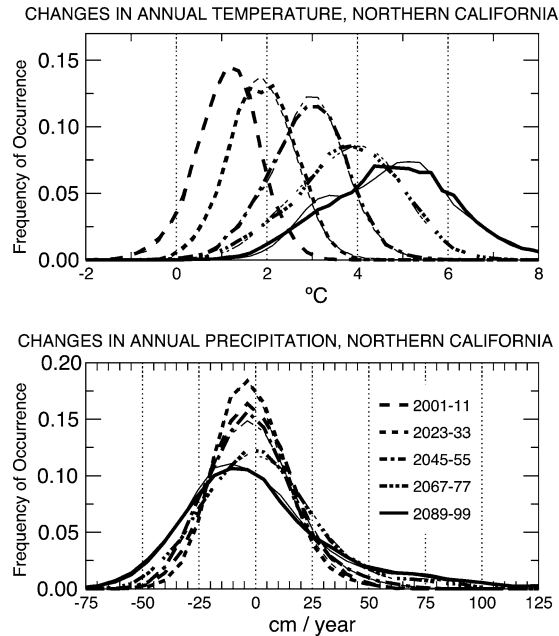 CHANGES IN ANNUAL TEMPERATURE, NORTHERN CALIFORNIA
Frequency of Occurrence
0.15
0.10
0.05
0.00
-2 0 2 4 6 8
ºC
CHANGES IN ANNUAL PRECIPITATION, NORTHERN CALIFORNIA
Frequency of Occurrence
0.20
0.15
0.10
0.05
0.00
2001-11
2023-33
2045-55
2067-77
2089-99
-75 -50 -25 0 25 50 75 100 125
cm / year